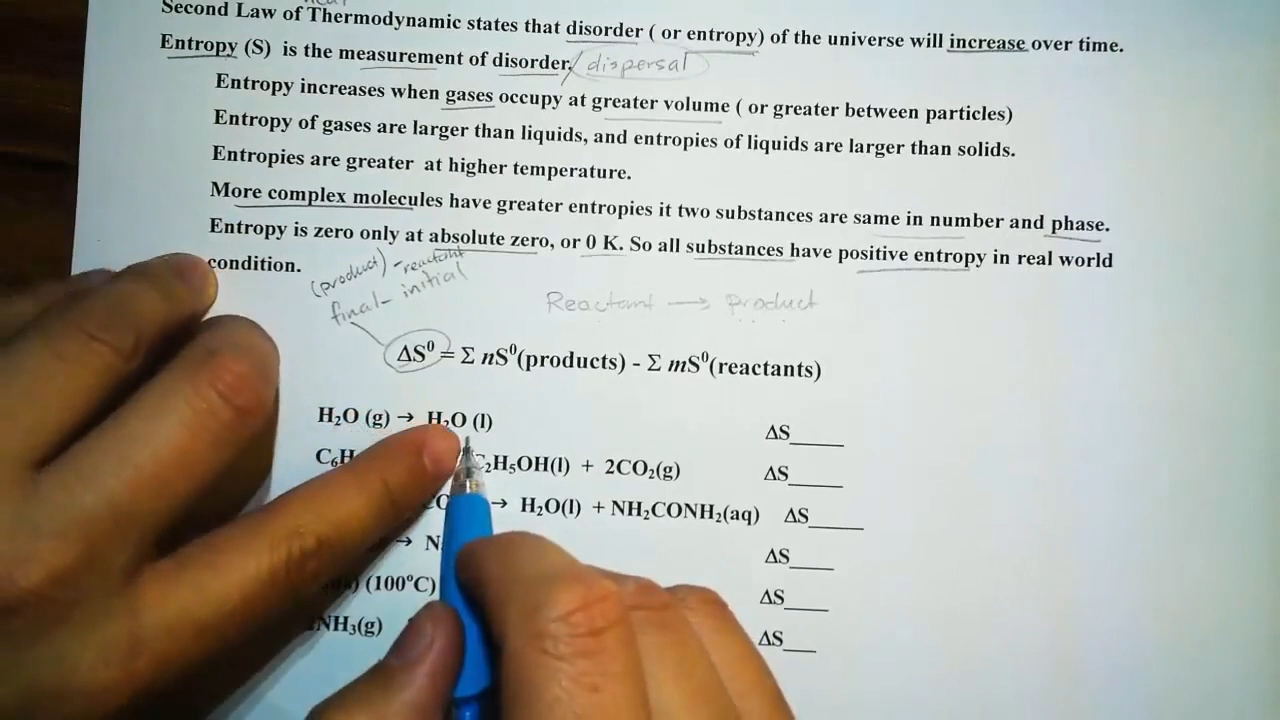 Second Law of Thermodynamic states that disorder ( or entropy) of the universe will increase over time.
Entropy (S) is the measurement of disorder./ dispersal
Entropy increases when gases occupy at greater volume ( or greater between particles)
Entropy of gases are larger than liquids, and entropies of liquids are larger than solids.
Entropies are greater at higher temperature.
More complex molecules have greater entropies it two substances are same in number and phase.
Entropy is zero only at absolute zero, or 0 K. So all substances have positive entropy in real world
condition.
(product) - reactant
final - initial
Reactant → product
ΔS⁰ = Σ nS⁰(products) - Σ mS⁰(reactants)
H₂O (g) → H₂O (l) ΔS_____
C₆H ₂H₅OH(l) + 2CO₂(g) ΔS_____
→ H₂O(l) + NH₂CONH₂(aq) ΔS_____
→ N ΔS____
(100ºC) ΔS____
NH₃(g) ΔS___